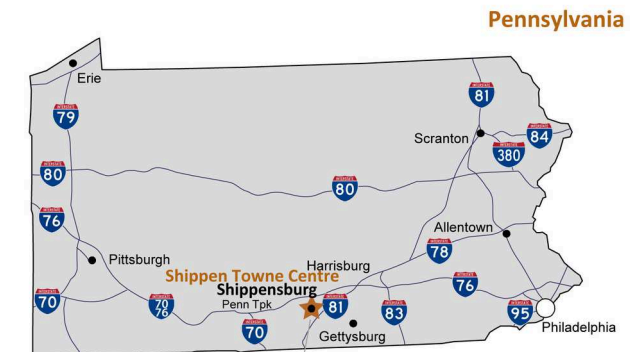 Pennsylvania
Erie
79
81
Scranton
84
380
80
80
76
Allentown
Pittsburgh
78
Harrisburg
Shippen Towne Centre
Shippensburg
Penn Tpk
70
70
76
81
76
83
95
70
Gettysburg
Philadelphia